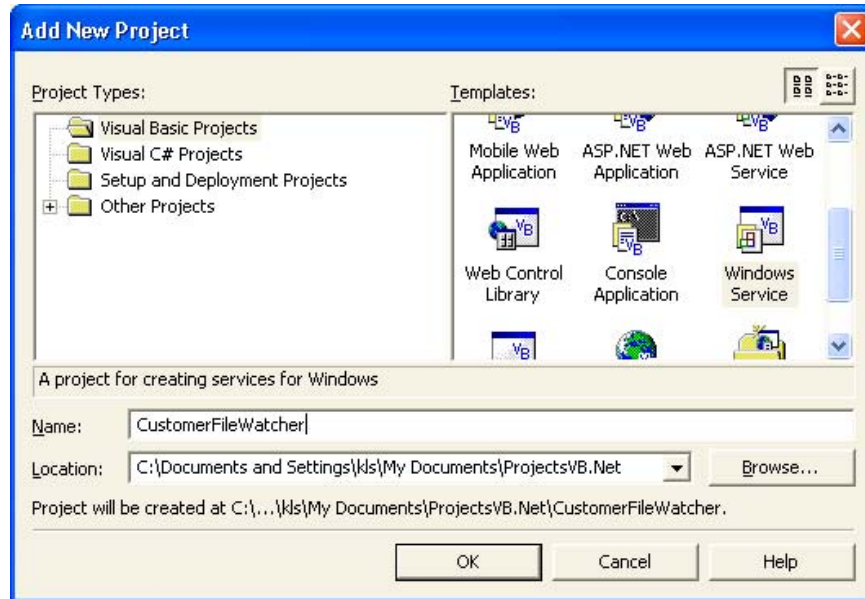 Add New Project
Project Types:
Templates:
Visual Basic Projects
Visual C# Projects
Setup and Deployment Projects
Other Projects
Mobile Web Application
ASP.NET Web Application
ASP.NET Web Service
Web Control Library
Console Application
Windows Service
A project for creating services for Windows
Name: CustomerFileWatcher
Location: C:\Documents and Settings\kls\My Documents\ProjectsVB.Net Browse...
Project will be created at C:\...\kls\My Documents\ProjectsVB.Net\CustomerFileWatcher.
OK Cancel Help